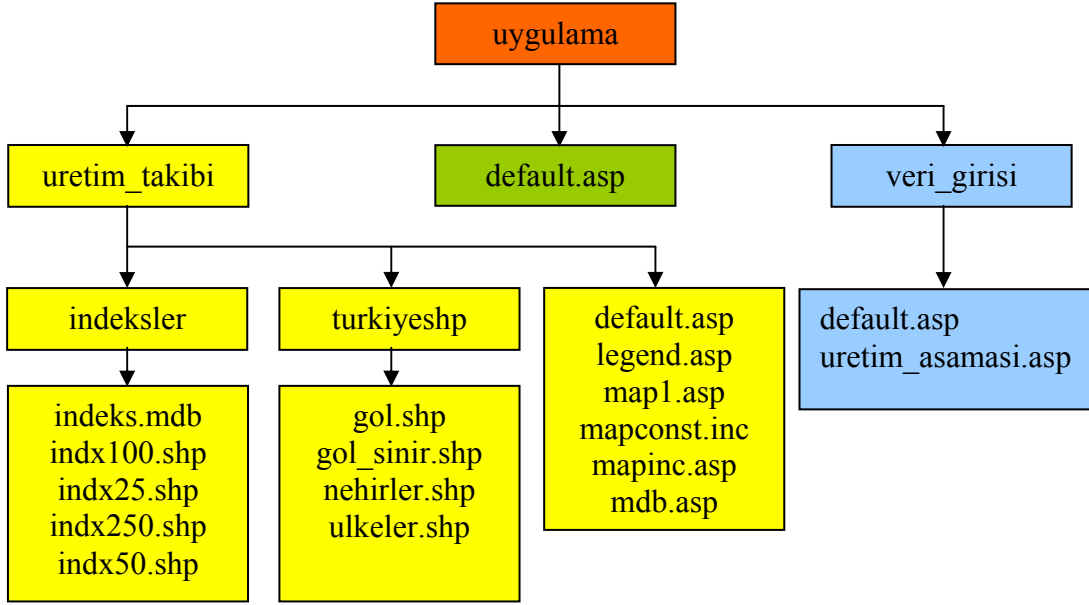 uygulama
uretim_takibi
default.asp
veri_girisi
indeksler
turkiyeshp
default.asp
legend.asp
map1.asp
mapconst.inc
mapinc.asp
mdb.asp
default.asp
uretim_asamasi.asp
indeks.mdb
indx100.shp
indx25.shp
indx250.shp
indx50.shp
gol.shp
gol_sinir.shp
nehirler.shp
ulkeler.shp